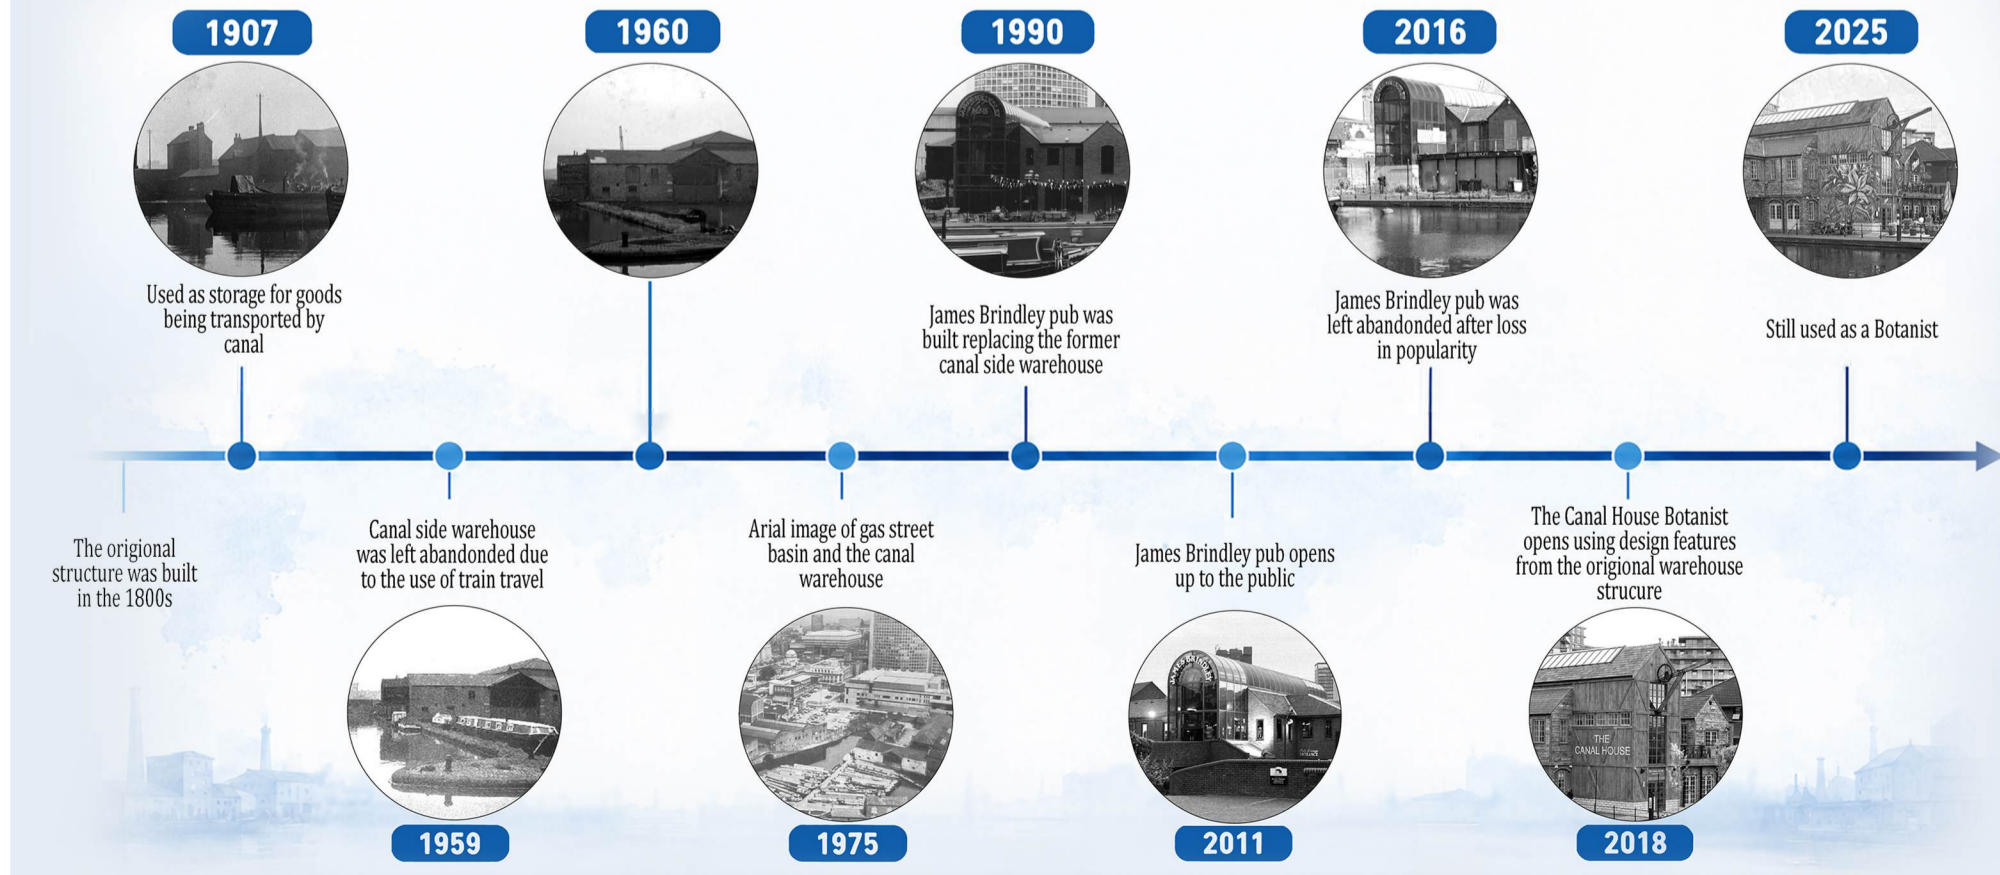 1907
1960
1990
2016
2025
Used as storage for goods
being transported by
canal
James Brindley pub was
built replacing the former
canal side warehouse
James Brindley pub was
left abandonded after loss
in popularity
Still used as a Botanist
The origional
structure was built
in the 1800s
Canal side warehouse
was left abandonded due
to the use of train travel
Arial image of gas street
basin and the canal
warehouse
James Brindley pub opens
up to the public
The Canal House Botanist
opens using design features
from the origional warehouse
strucure
JAMES BRINDLEY
THE
CANAL HOUSE
1959
1975
2011
2018